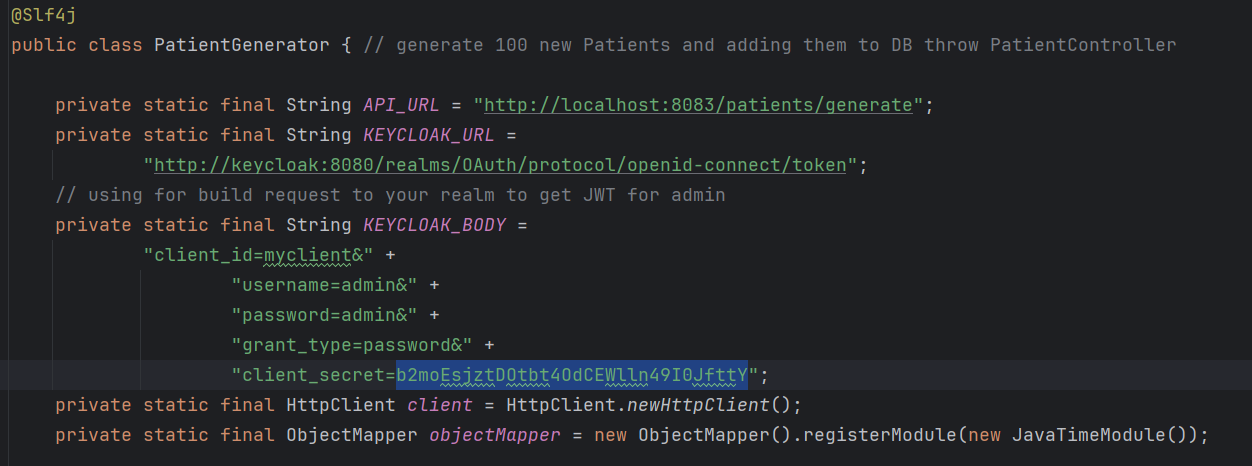 @Slf4j
public class PatientGenerator { // generate 100 new Patients and adding them to DB throw PatientController
private static final String API_URL = "http://localhost:8083/patients/generate";
private static final String KEYCLOAK_URL =
"http://keycloak:8080/realms/OAuth/protocol/openid-connect/token";
// using for build request to your realm to get JWT for admin
private static final String KEYCLOAK_BODY =
"client_id=myclient&" +
"username=admin&" +
"password=admin&" +
"grant_type=password&" +
"client_secret=b2moEsjztDOtbt4OdCEWlln49I0JfttY";
private static final HttpClient client = HttpClient.newHttpClient();
private static final ObjectMapper objectMapper = new ObjectMapper().registerModule(new JavaTimeModule());